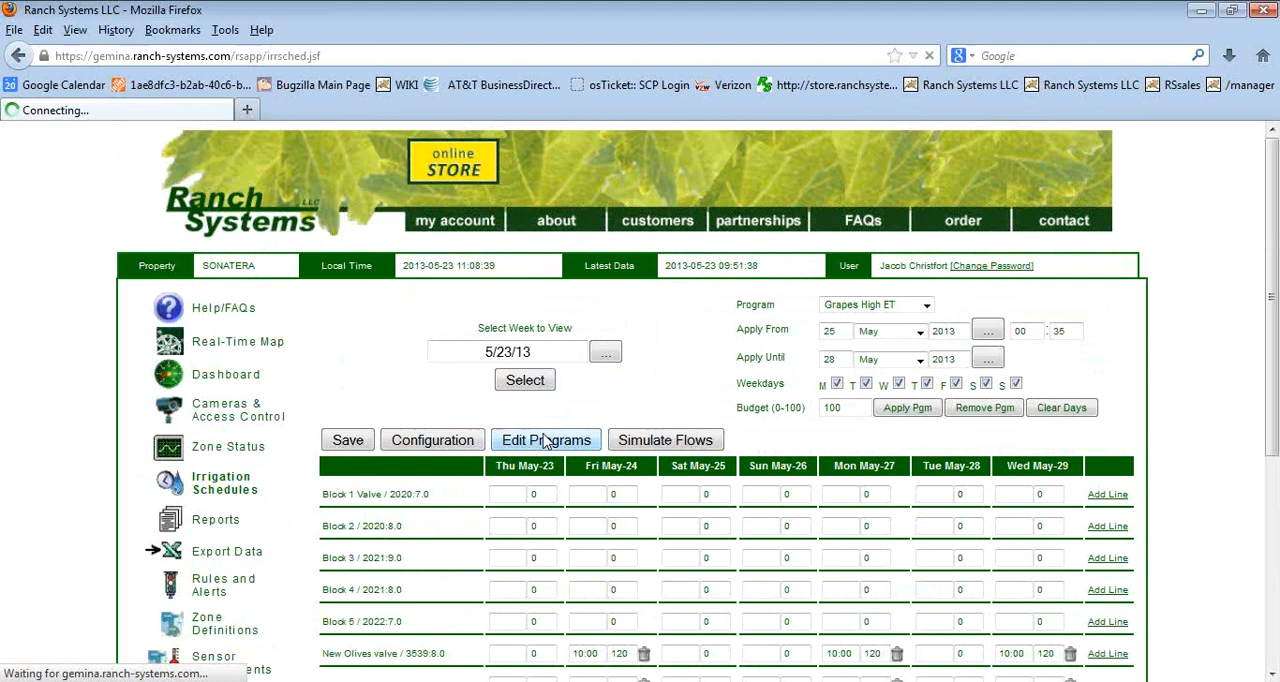 Ranch Systems LLC - Mozilla Firefox
File Edit View History Bookmarks Tools Help
https://gemina.ranch-systems.com/rsapp/irrsched.jsf
Google
Google Calendar 1ae8dfc3-b2ab-40c6-b... Bugzilla Main Page WIKI AT&T BusinessDirect... osTicket:: SCP Login Verizon http://store.ranchsyste... Ranch Systems LLC Ranch Systems LLC RSsales /manager
Connecting...
online
STORE
Ranch LLC
Systems
my account about customers partnerships FAQs order contact
Property SONATERA Local Time 2013-05-23 11:08:39 Latest Data 2013-05-23 09:51:38 User Jacob Christfort [Change Password]
Help/FAQs
Real-Time Map
Dashboard
Cameras &
Access Control
Zone Status
Irrigation
Schedules
Reports
Export Data
Rules and
Alerts
Zone
Definitions
Sensor
Select Week to View
5/23/13 ...
Select
Program Grapes High ET
Apply From 25 May 2013 ... 00 : 35
Apply Until 28 May 2013 ...
Weekdays M T W T F S S
Budget (0-100) 100 Apply Pgm Remove Pgm Clear Days
Save Configuration Edit Programs Simulate Flows
Thu May-23 Fri May-24 Sat May-25 Sun May-26 Mon May-27 Tue May-28 Wed May-29
Block 1 Valve / 2020:7.0 0 0 0 0 0 0 0 Add Line
Block 2 / 2020:8.0 0 0 0 0 0 0 0 Add Line
Block 3 / 2021:9.0 0 0 0 0 0 0 0 Add Line
Block 4 / 2021:8.0 0 0 0 0 0 0 0 Add Line
Block 5 / 2022:7.0 0 0 0 0 0 0 0 Add Line
New Olives valve / 3539:8.0 0 10:00 120 0 0 10:00 120 0 10:00 120 Add Line
Waiting for gemina.ranch-systems.com...